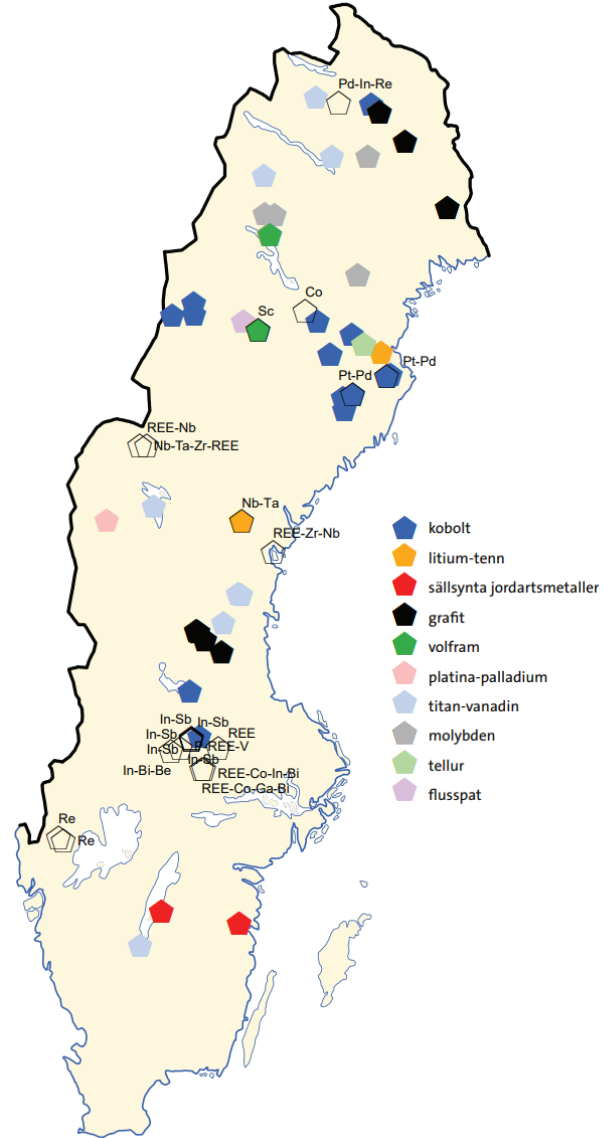 Pd-In-Re
Co
Sc
Pt-Pd
Pt-Pd
REE-Nb
Nb-Ta-Zr-REE
Nb-Ta
REE-Zr-Nb
kobolt
litium-tenn
sällsynta jordartsmetaller
grafit
volfram
platina-palladium
titan-vanadin
molybden
tellur
flusspat
In-Sb
In-Sb
In-Sb
REE
In-Sb
P-REE-V
In-Sb
In-Bi-Be
REE-Co-In-Bi
REE-Co-Ga-Bi
Re
Re